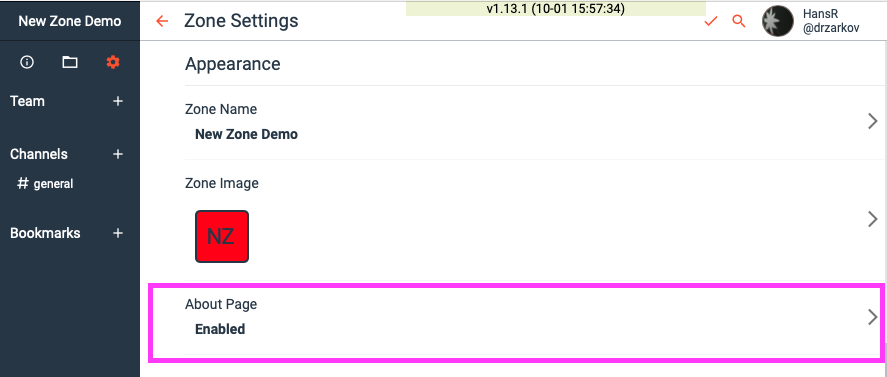 New Zone Demo
Zone Settings
v1.13.1 (10-01 15:57:34)
HansR
@drzarkov
Team +
Channels +
# general
Bookmarks +
Appearance
Zone Name
New Zone Demo
Zone Image
NZ
About Page
Enabled